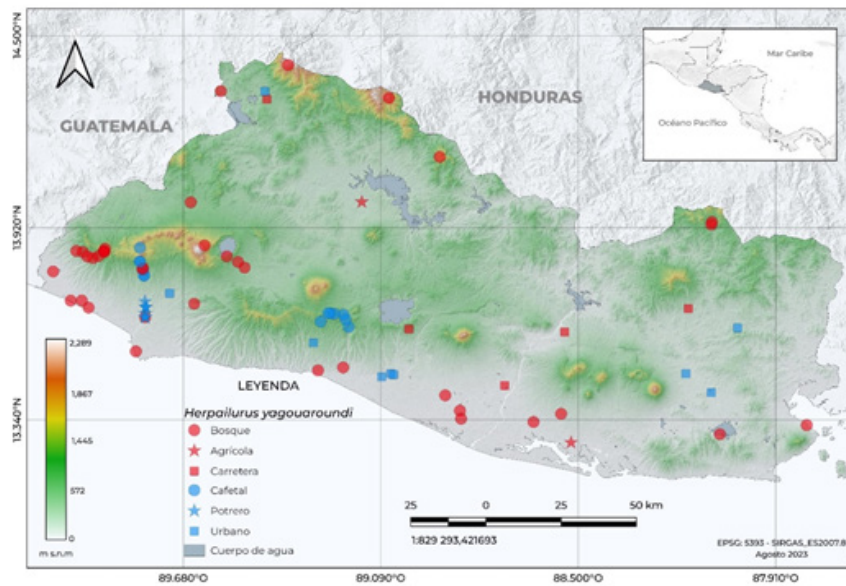 14.500°N
13.920°N
13.340°N
GUATEMALA
HONDURAS
Mar Caribe
Océano Pacífico
2,289
1,867
1,445
572
0
m s.n.m
LEYENDA
Herpailurus yagouaroundi
Bosque
Agrícola
Carretera
Cafetal
Potrero
Urbano
Cuerpo de agua
25 0 25 50 km
1:829 293,421693
EPSG: 5393 - SIRGAS_ES2007.8
Agosto 2023
89.680°O
89.090°O
88.500°O
87.910°O